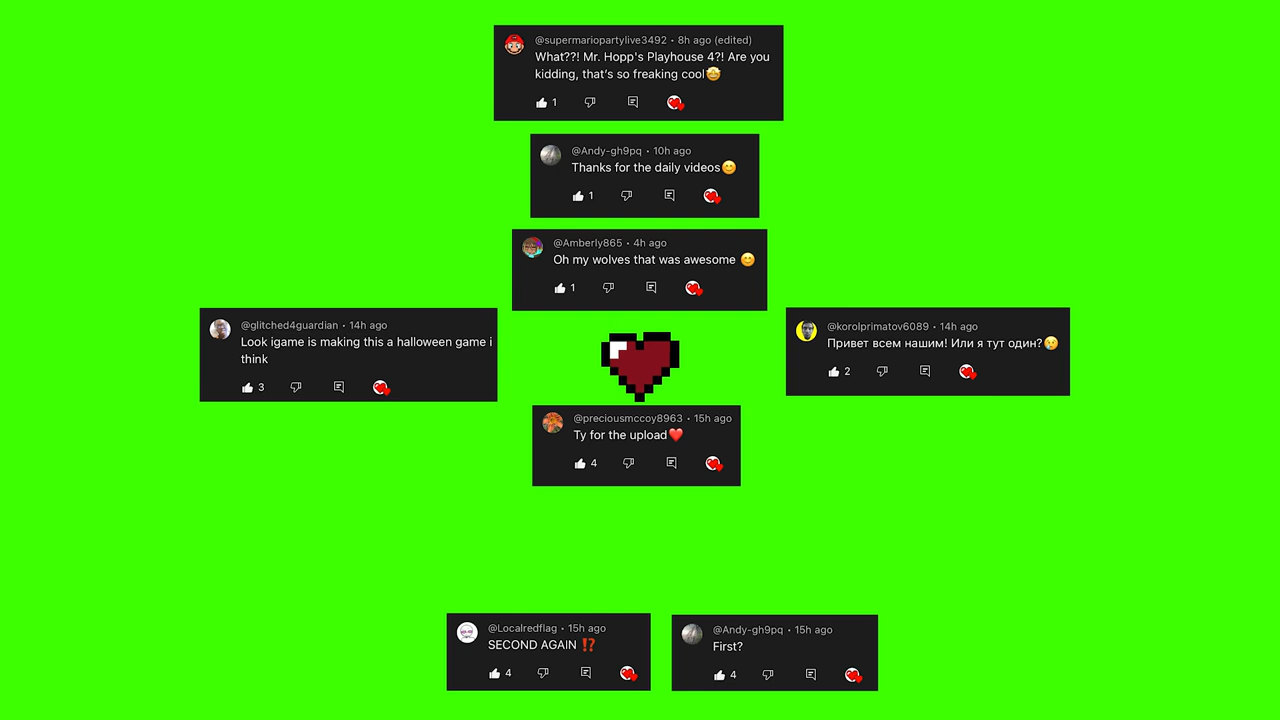 @supermariopartylive3492 • 8h ago (edited)
What??! Mr. Hopp's Playhouse 4?! Are you
kidding, that's so freaking cool🤩
1
@Andy-gh9pq • 10h ago
Thanks for the daily videos😊
1
@Amberly865 • 4h ago
Oh my wolves that was awesome 😊
1
@glitched4guardian • 14h ago
Look igame is making this a halloween game i
think
3
@korolprimatov6089 • 14h ago
Привет всем нашим! Или я тут один?😢
2
@preciousmccoy8963 • 15h ago
Ty for the upload❤️
4
@Localredflag • 15h ago
SECOND AGAIN ⁉️
4
@Andy-gh9pq • 15h ago
First?
4